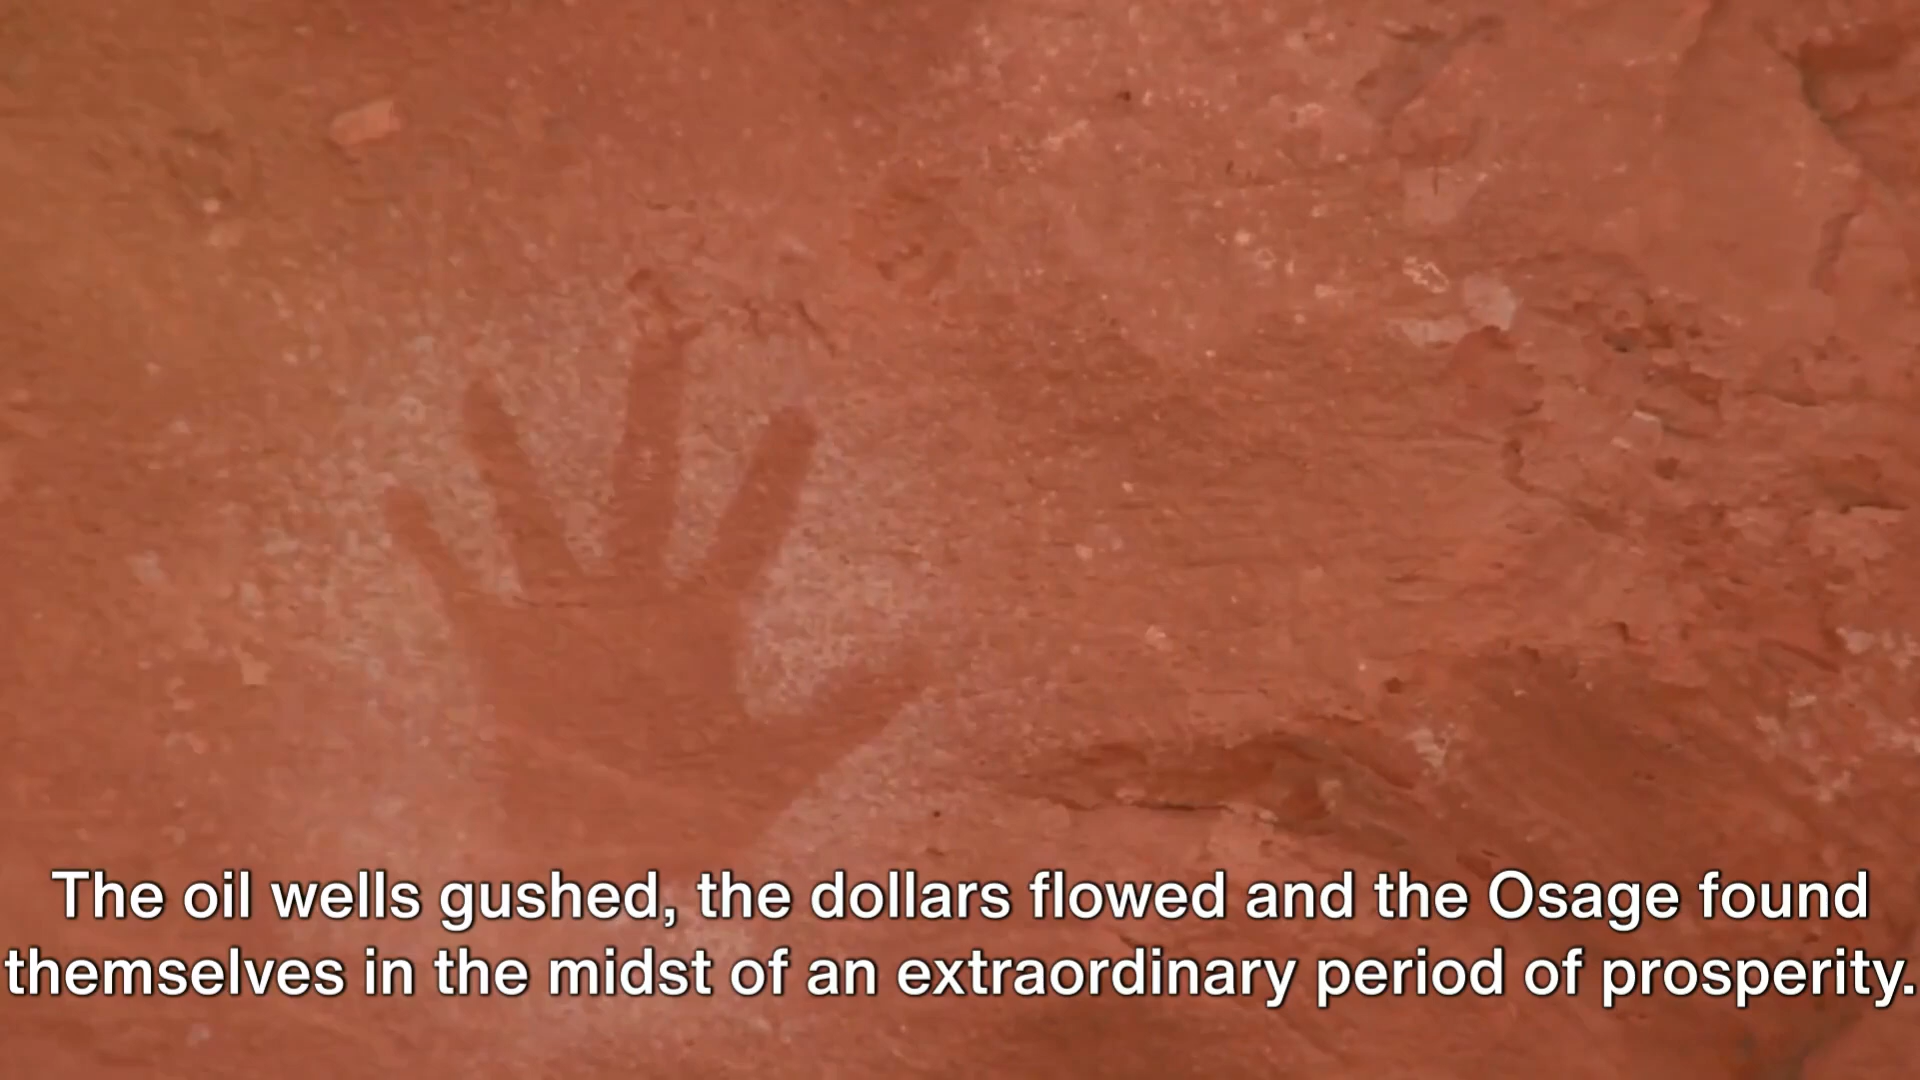 The oil wells gushed, the dollars flowed and the Osage found
themselves in the midst of an extraordinary period of prosperity.